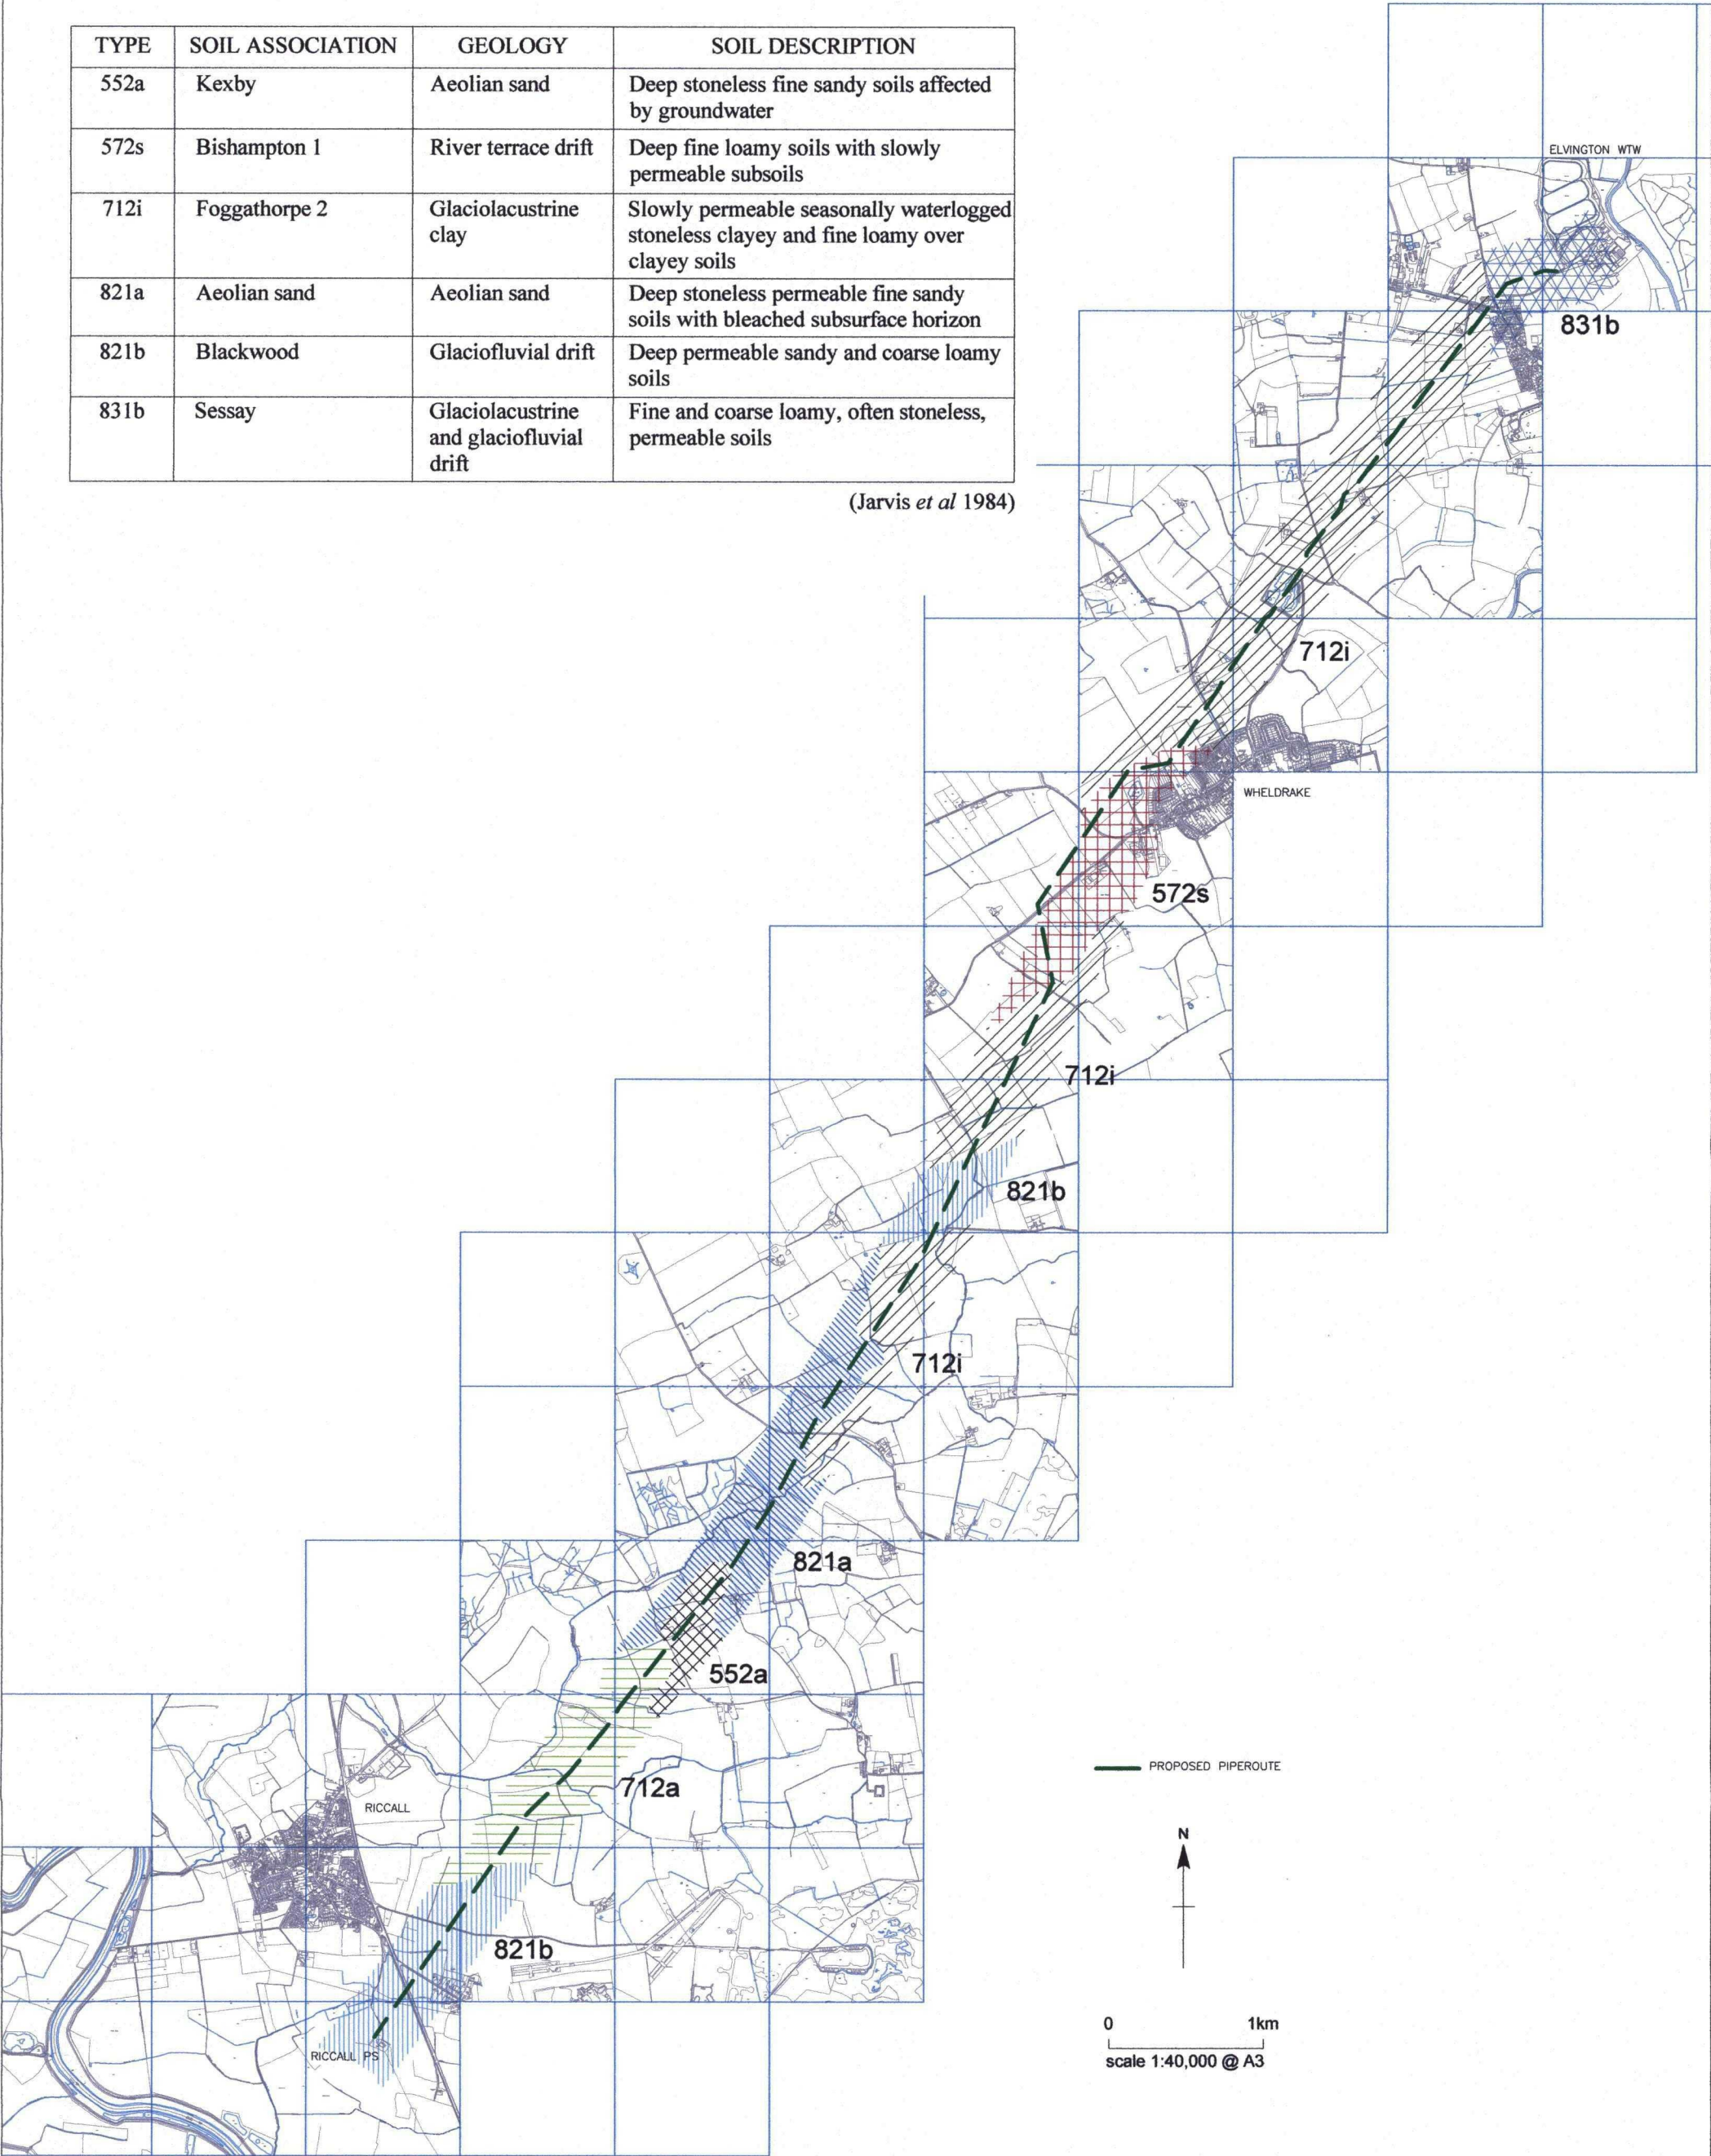 TYPE SOIL ASSOCIATION GEOLOGY SOIL DESCRIPTION
552a Kexby Aeolian sand Deep stoneless fine sandy soils affected
by groundwater
572s Bishampton 1 River terrace drift Deep fine loamy soils with slowly
permeable subsoils
712i Foggathorpe 2 Glaciolacustrine Slowly permeable seasonally waterlogged
clay stoneless clayey and fine loamy over
clayey soils
821a Aeolian sand Aeolian sand Deep stoneless permeable fine sandy
soils with bleached subsurface horizon
821b Blackwood Glaciofluvial drift Deep permeable sandy and coarse loamy
soils
831b Sessay Glaciolacustrine Fine and coarse loamy, often stoneless,
and glaciofluvial permeable soils
drift
(Jarvis et al 1984)
ELVINGTON WTW
831b
712i
WHELDRAKE
572s
712i
821b
712i
821a
552a
712a
RICCALL
821b
RICCALL PS
PROPOSED PIPEROUTE
N
0 1km
scale 1:40,000 @ A3